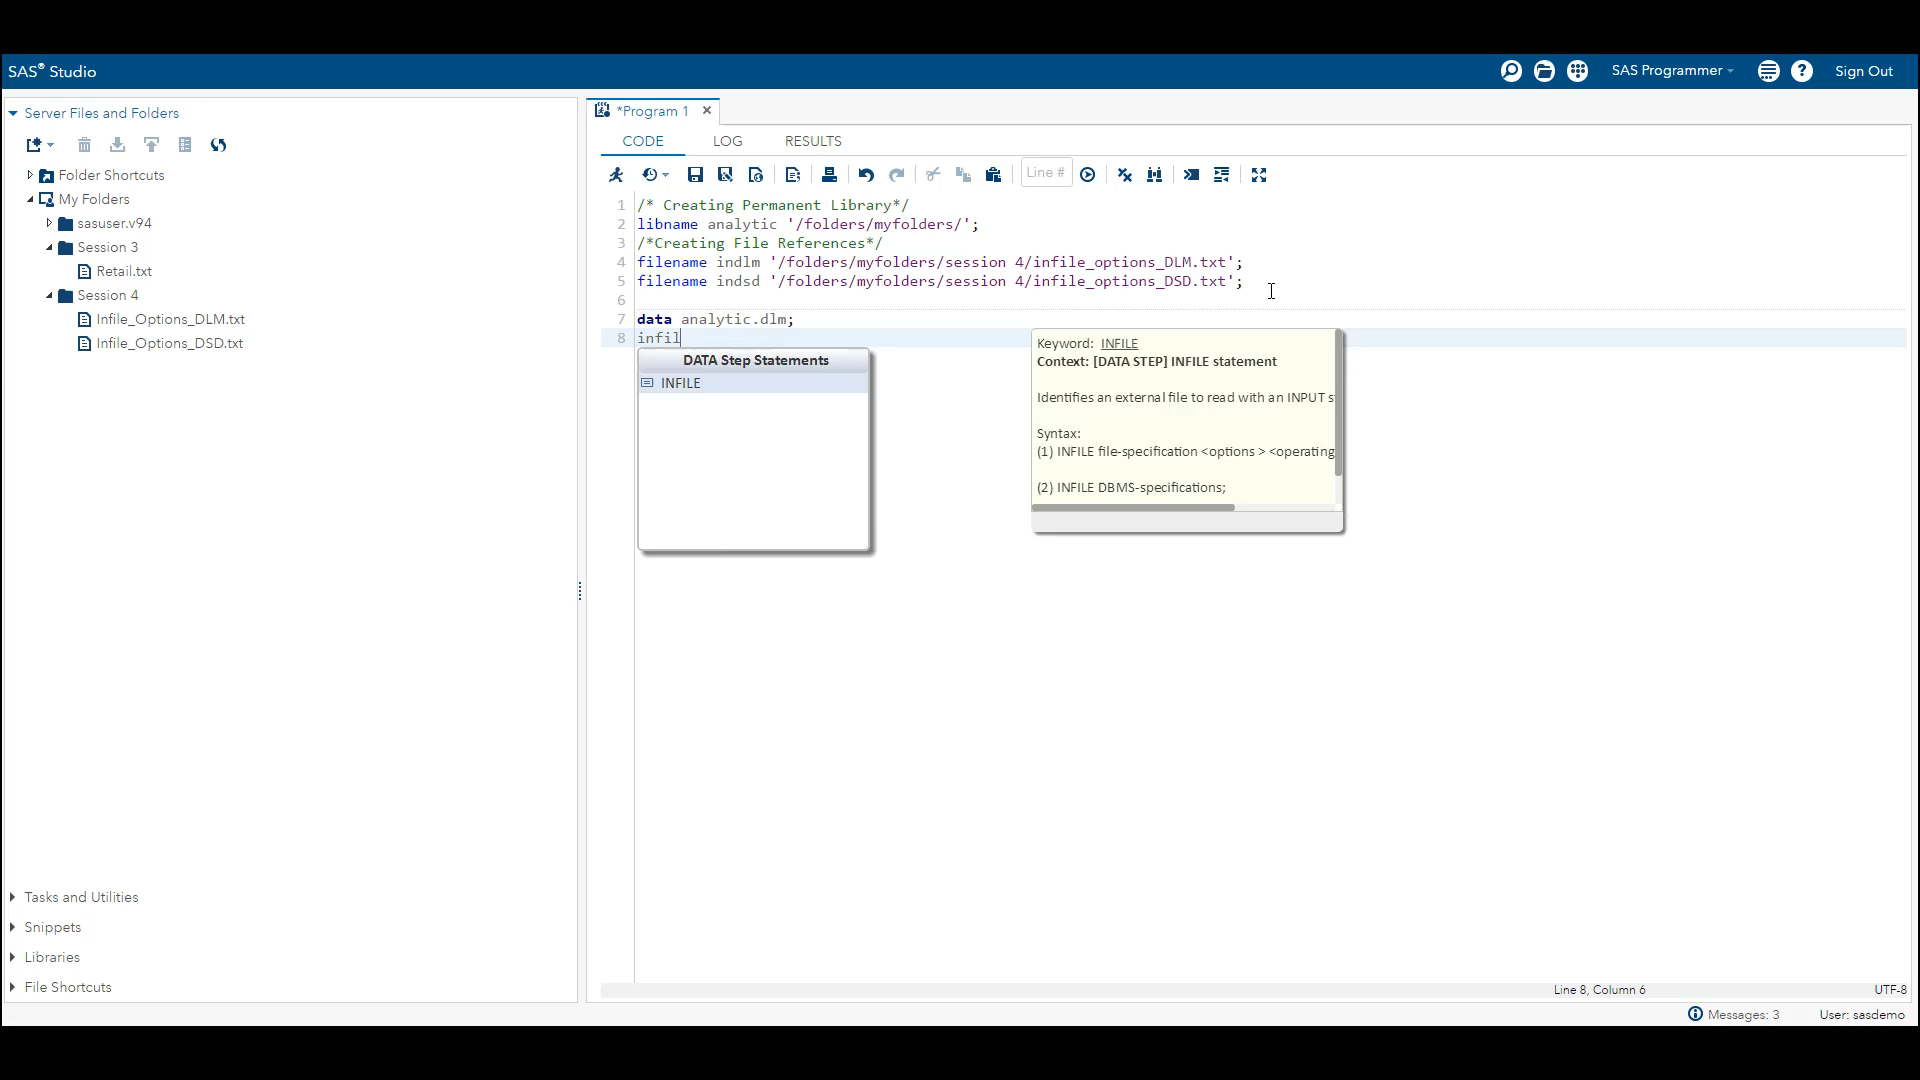 SAS® Studio
SAS Programmer
Sign Out
Server Files and Folders
Folder Shortcuts
My Folders
sasuser.v94
Session 3
Retail.txt
Session 4
Infile_Options_DLM.txt
Infile_Options_DSD.txt
Tasks and Utilities
Snippets
Libraries
File Shortcuts
*Program 1
CODE LOG RESULTS
Line #
1 /* Creating Permanent Library*/
2 libname analytic '/folders/myfolders/';
3 /*Creating File References*/
4 filename indlm '/folders/myfolders/session 4/infile_options_DLM.txt';
5 filename indsd '/folders/myfolders/session 4/infile_options_DSD.txt';
6
7 data analytic.dlm;
8 infil
DATA Step Statements
INFILE
Keyword: INFILE
Context: [DATA STEP] INFILE statement
Identifies an external file to read with an INPUT
Syntax:
(1) INFILE file-specification <options > <operating
(2) INFILE DBMS-specifications;
Line 8, Column 6
UTF-8
Messages: 3
User: sasdemo